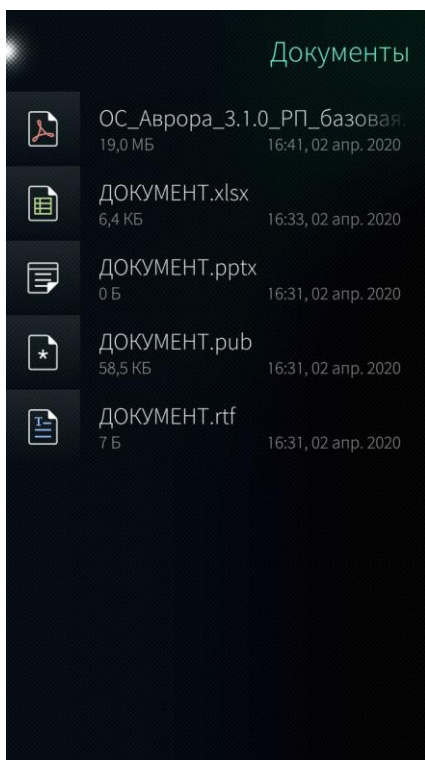 Документы
ОС_Аврора_3.1.0_РП_базовая.
19,0 МБ 16:41, 02 апр. 2020
ДОКУМЕНТ.xlsx
6,4 КБ 16:33, 02 апр. 2020
ДОКУМЕНТ.pptx
0 Б 16:31, 02 апр. 2020
ДОКУМЕНТ.pub
58,5 КБ 16:31, 02 апр. 2020
ДОКУМЕНТ.rtf
7 Б 16:31, 02 апр. 2020